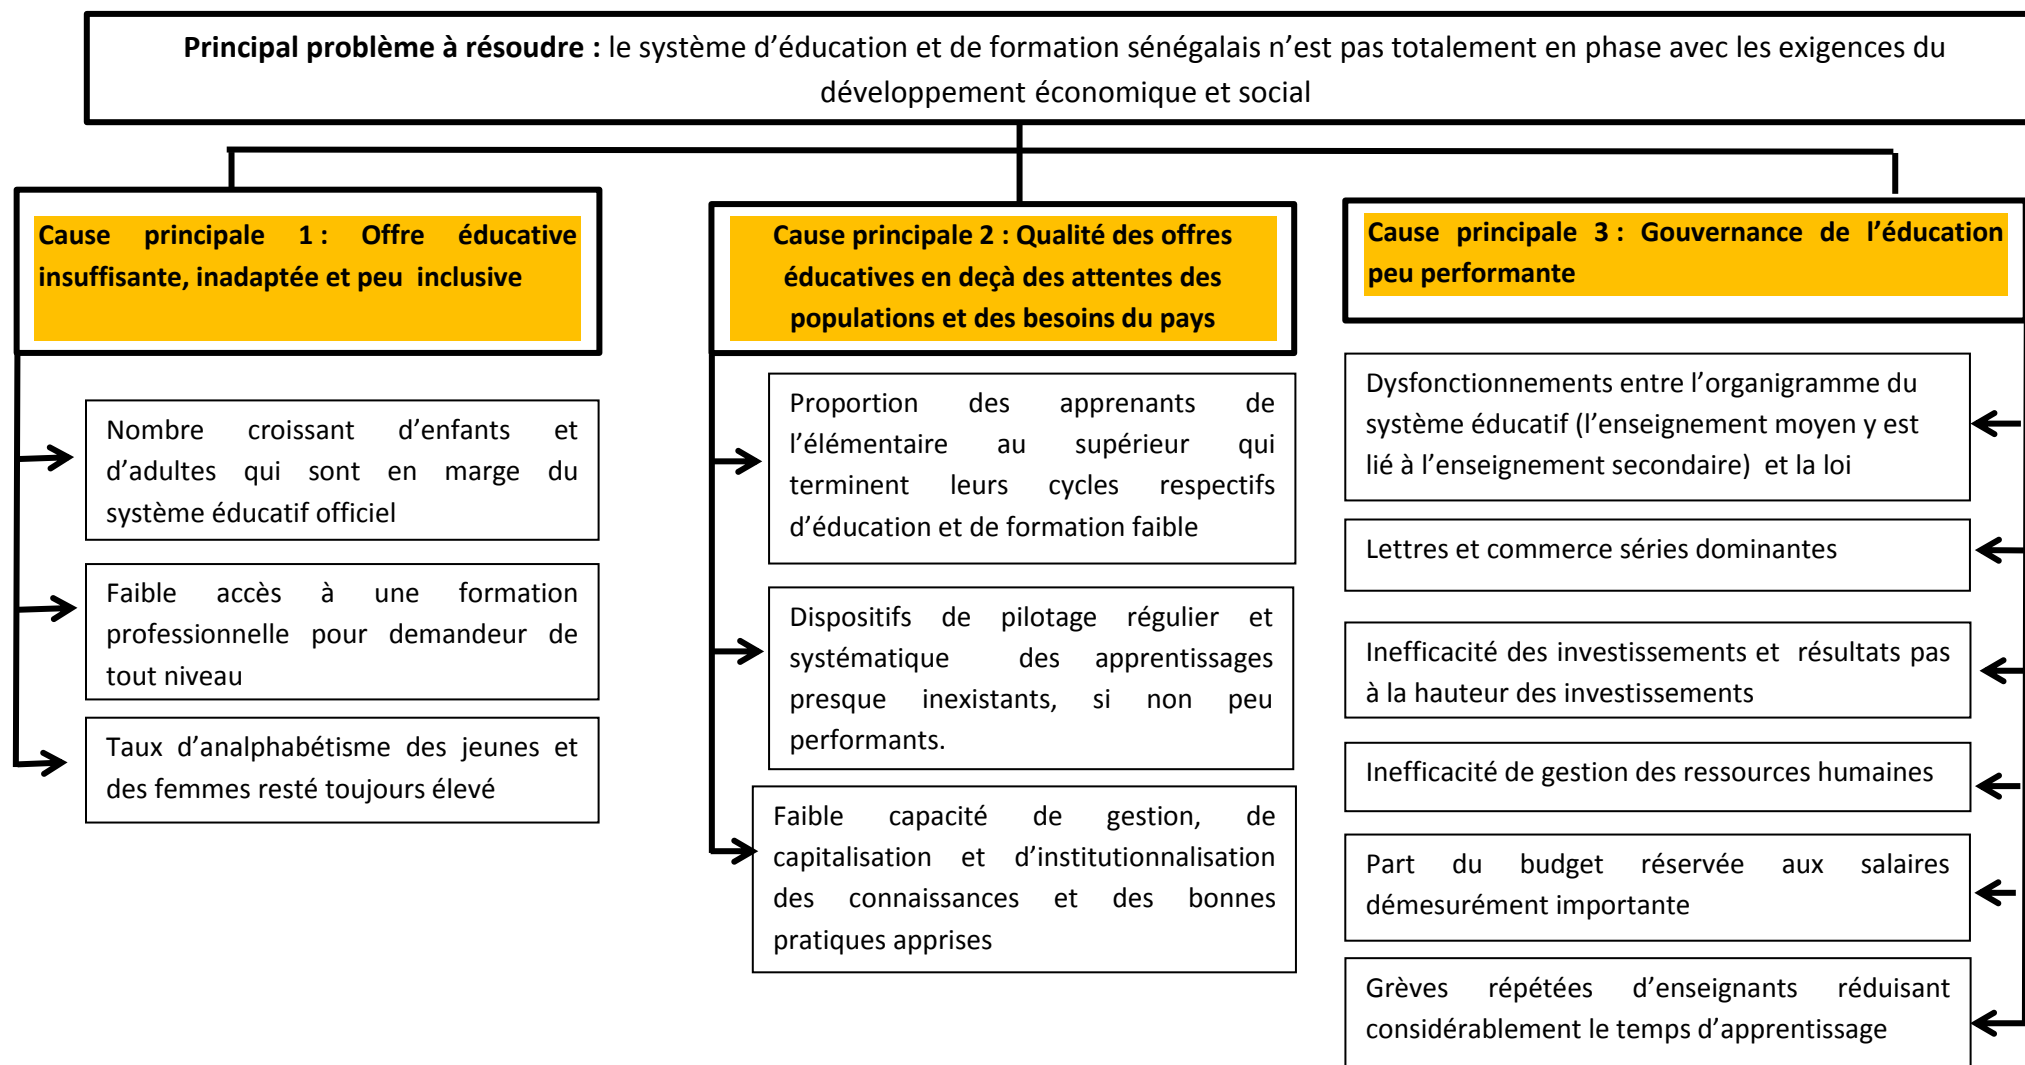 Principal problème à résoudre : le système d’éducation et de formation sénégalais n’est pas totalement en phase avec les exigences du
développement économique et social
Cause principale 1 : Offre éducative
insuffisante, inadaptée et peu inclusive
Nombre croissant d’enfants et
d’adultes qui sont en marge du
système éducatif officiel
Faible accès à une formation
professionnelle pour demandeur de
tout niveau
Taux d’analphabétisme des jeunes et
des femmes resté toujours élevé
Cause principale 2 : Qualité des offres
éducatives en deçà des attentes des
populations et des besoins du pays
Proportion des apprenants de
l’élémentaire au supérieur qui
terminent leurs cycles respectifs
d’éducation et de formation faible
Dispositifs de pilotage régulier et
systématique des apprentissages
presque inexistants, si non peu
performants.
Faible capacité de gestion, de
capitalisation et d’institutionnalisation
des connaissances et des bonnes
pratiques apprises
Cause principale 3 : Gouvernance de l’éducation
peu performante
Dysfonctionnements entre l’organigramme du
système éducatif (l’enseignement moyen y est
lié à l’enseignement secondaire) et la loi
Lettres et commerce séries dominantes
Inefficacité des investissements et résultats pas
à la hauteur des investissements
Inefficacité de gestion des ressources humaines
Part du budget réservée aux salaires
démesurément importante
Grèves répétées d’enseignants réduisant
considérablement le temps d’apprentissage